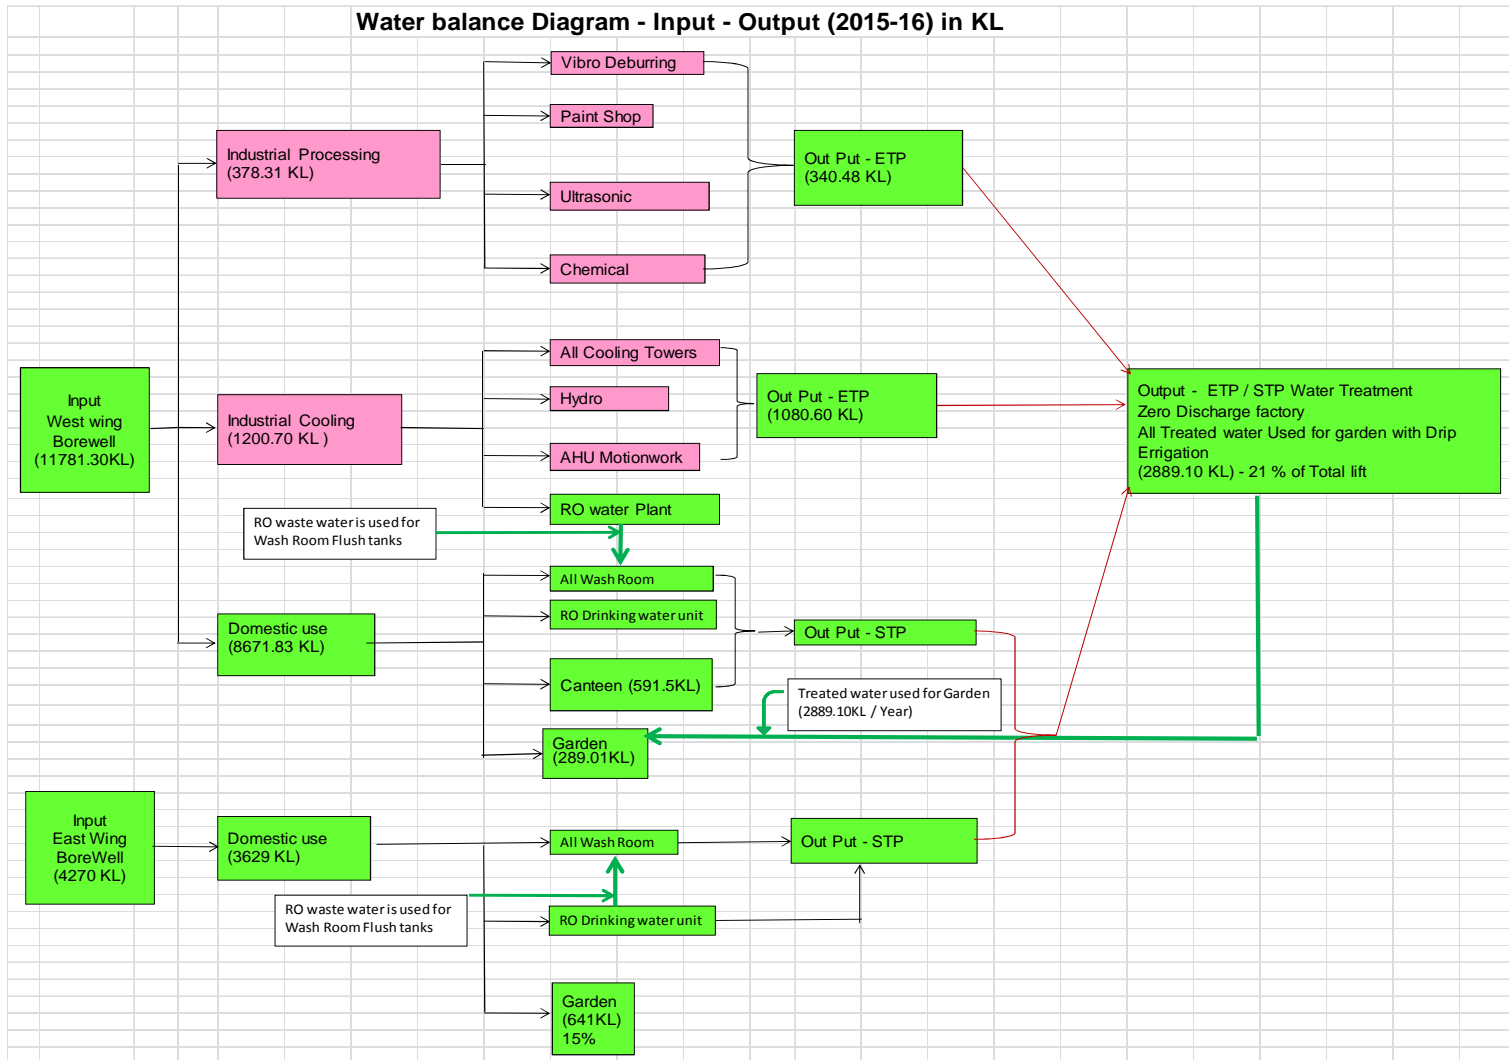 Water balance Diagram - Input - Output (2015-16) in KL
Vibro Deburring
Paint Shop
Industrial Processing
(378.31 KL)
Out Put - ETP
(340.48 KL)
Ultrasonic
Chemical
All Cooling Towers
Input
West wing
Borewell
(11781.30KL)
Industrial Cooling
(1200.70 KL )
Hydro
Out Put - ETP
(1080.60 KL)
Output -  ETP / STP Water Treatment
Zero Discharge factory
All Treated water Used for garden with Drip
Errigation
(2889.10 KL) - 21 % of Total lift
AHU Motionwork
RO water Plant
RO waste water is used for
Wash Room Flush tanks
All Wash Room
RO Drinking water unit
Domestic use
(8671.83 KL)
Out Put - STP
Canteen (591.5KL)
Treated water used for Garden
(2889.10KL / Year)
Garden
(289.01KL)
Input
East Wing
BoreWell
(4270 KL)
Domestic use
(3629 KL)
All Wash Room
Out Put - STP
RO waste water is used for
Wash Room Flush tanks
RO Drinking water unit
Garden
(641KL)
15%